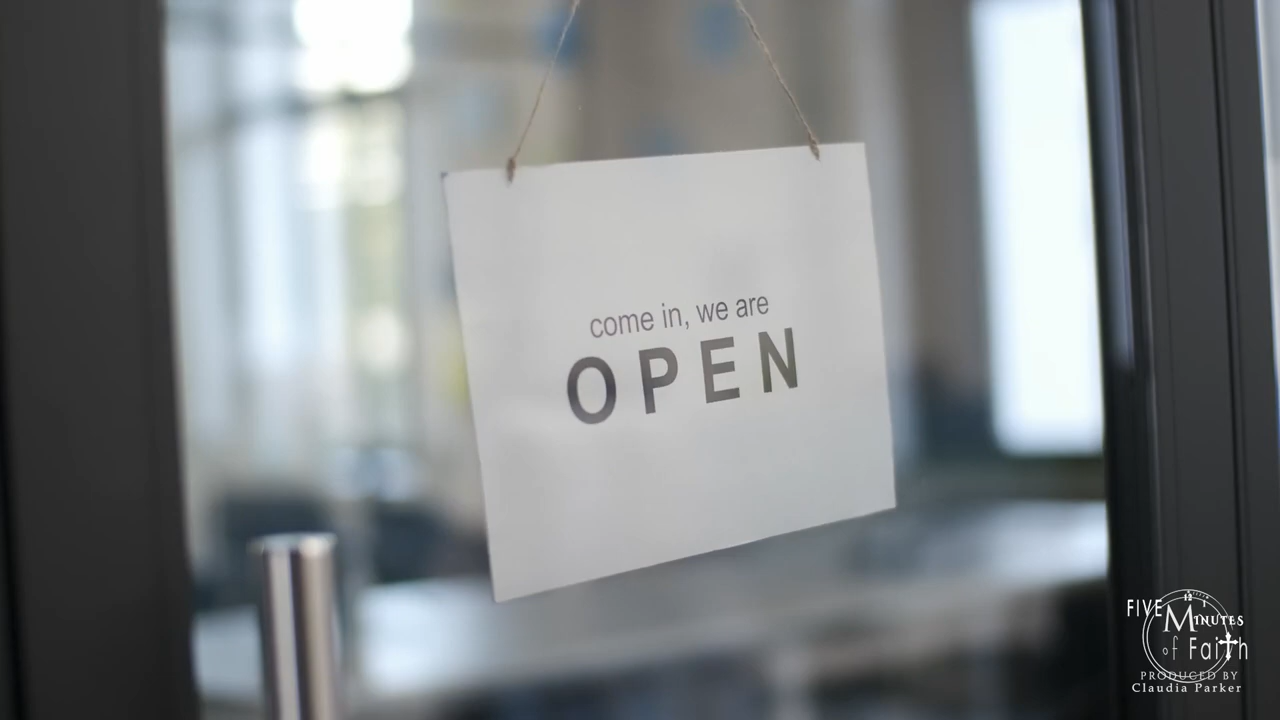 come in, we are
OPEN
FIVE MINUTES
of Faith
PRODUCED BY
Claudia Parker